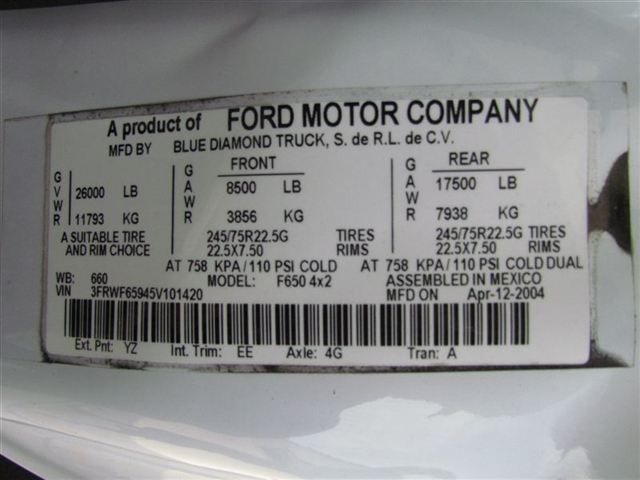 A product of FORD MOTOR COMPANY
MFD BY BLUE DIAMOND TRUCK, S. de R.L. de C.V.
GVWR 26000 LB
11793 KG
FRONT
GAWR 8500 LB
3856 KG
REAR
GAWR 17500 LB
7938 KG
A SUITABLE TIRE 245/75R22.5G TIRES 245/75R22.5G TIRES
AND RIM CHOICE 22.5X7.50 RIMS 22.5X7.50 RIMS
AT 758 KPA/110 PSI COLD AT 758 KPA/110 PSI COLD DUAL
WB: 660 MODEL: F650 4x2 ASSEMBLED IN MEXICO
VIN 3FRWF65945V101420 MFD ON Apr-12-2004
Ext. Pnt: YZ Int. Trim: EE Axle: 4G Tran: A